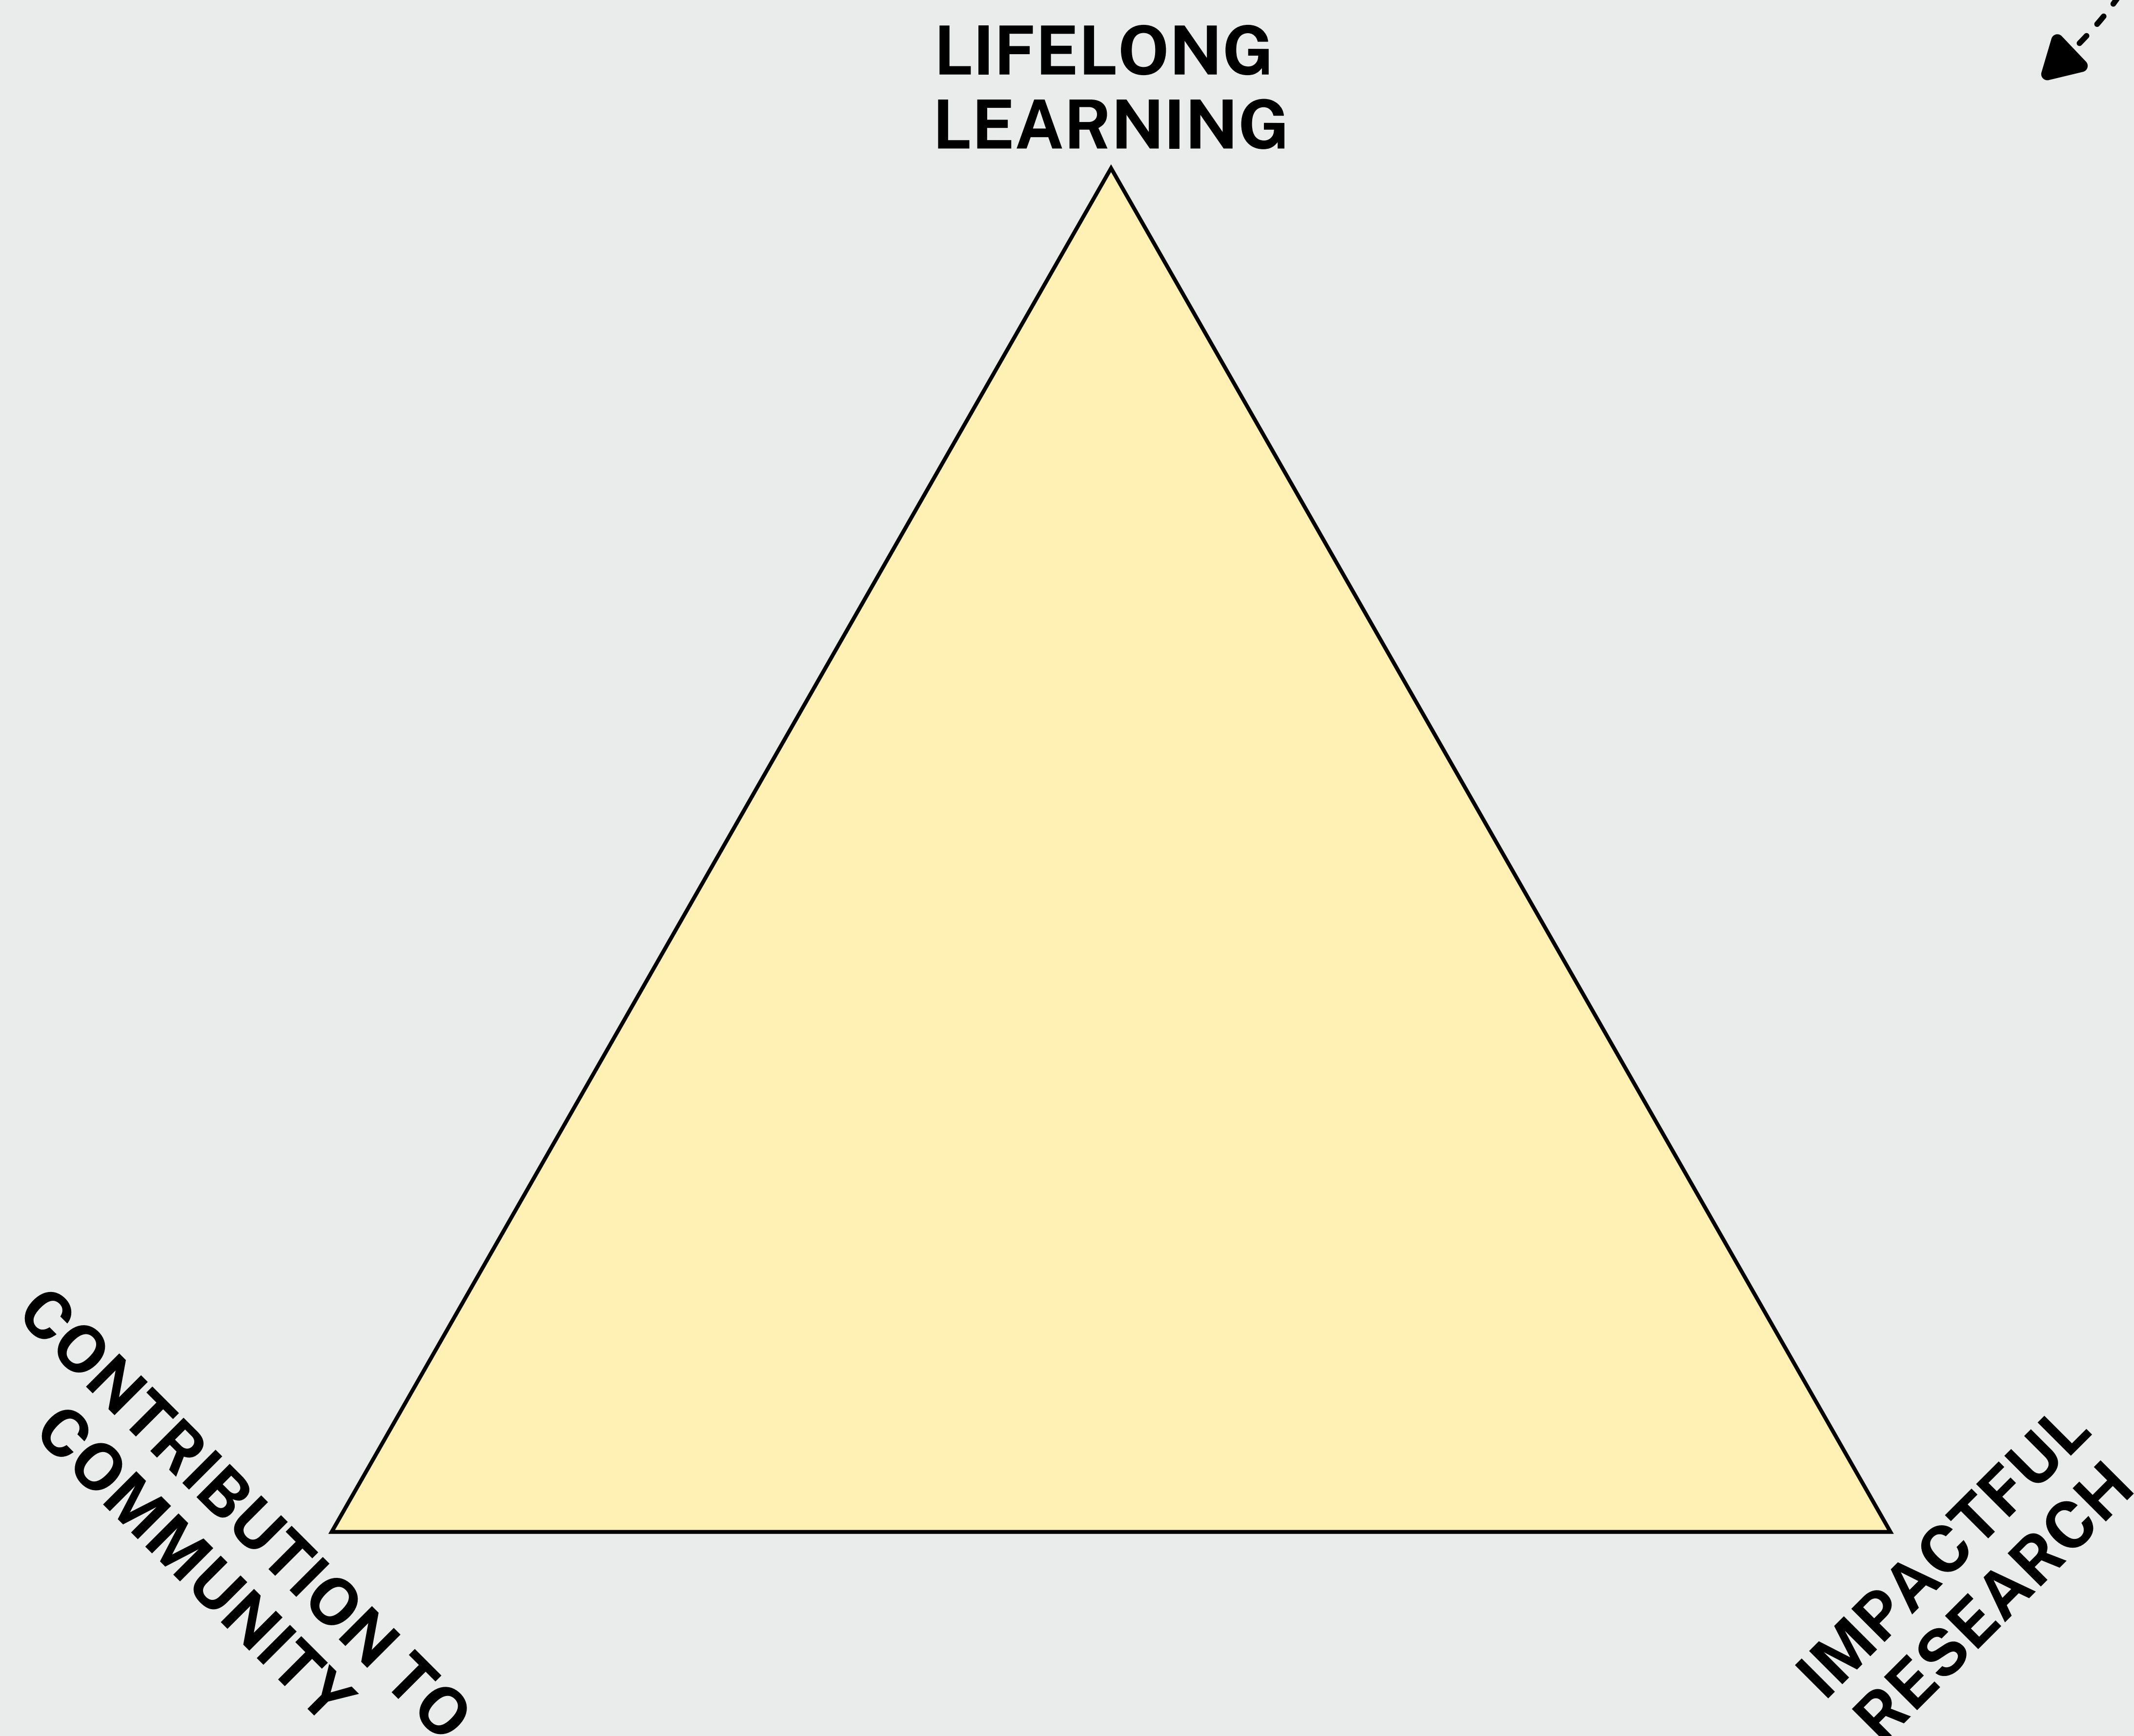 LIFELONG
LEARNING
CONTRIBUTION TO
COMMUNITY
IMPACTFUL
RESEARCH